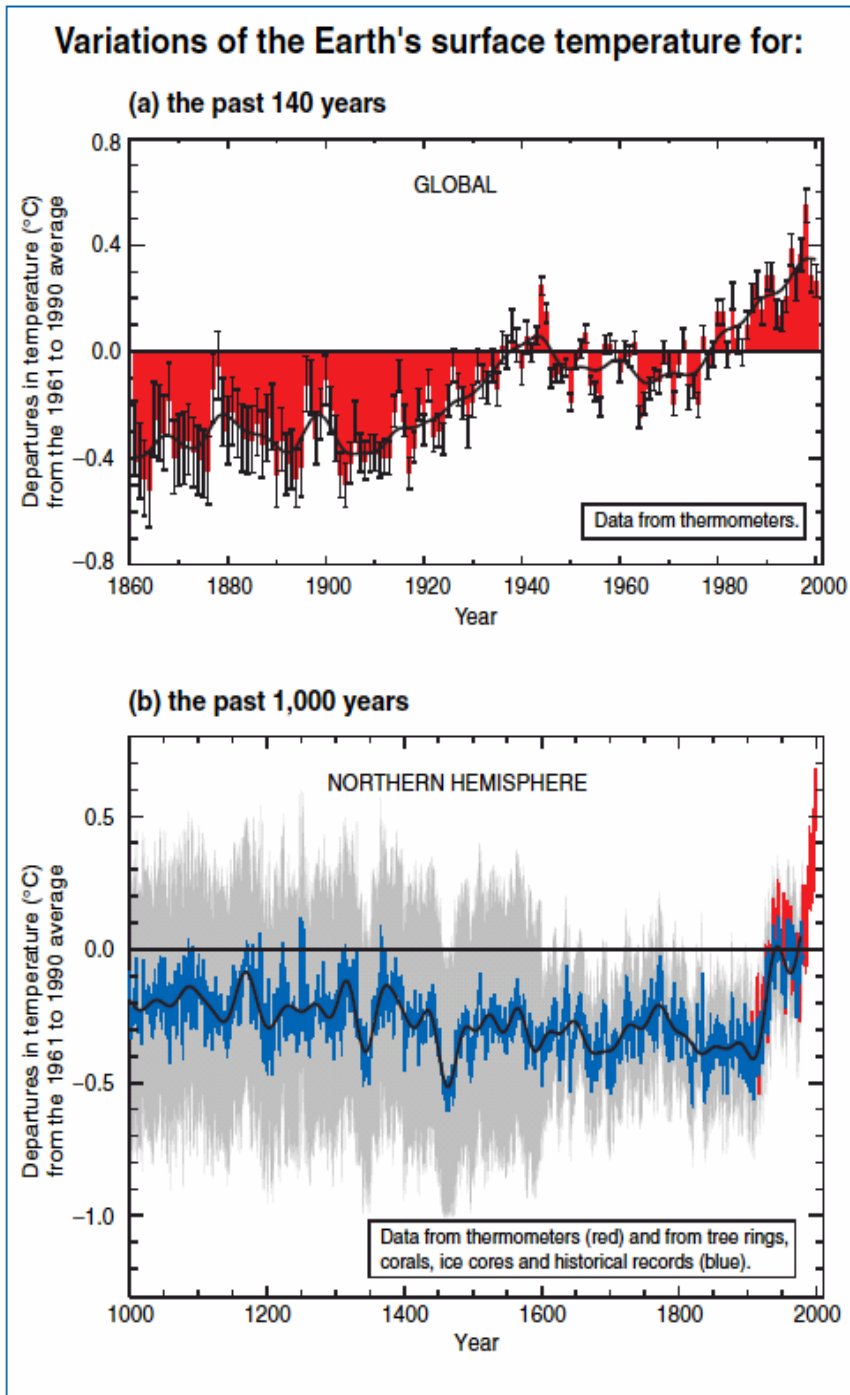 Variations of the Earth's surface temperature for:
(a) the past 140 years
GLOBAL
Departures in temperature (°C)
from the 1961 to 1990 average
0.8
0.4
0.0
−0.4
−0.8
Data from thermometers.
1860 1880 1900 1920 1940 1960 1980 2000
Year
(b) the past 1,000 years
NORTHERN HEMISPHERE
Departures in temperature (°C)
from the 1961 to 1990 average
0.5
0.0
−0.5
−1.0
Data from thermometers (red) and from tree rings,
corals, ice cores and historical records (blue).
1000 1200 1400 1600 1800 2000
Year